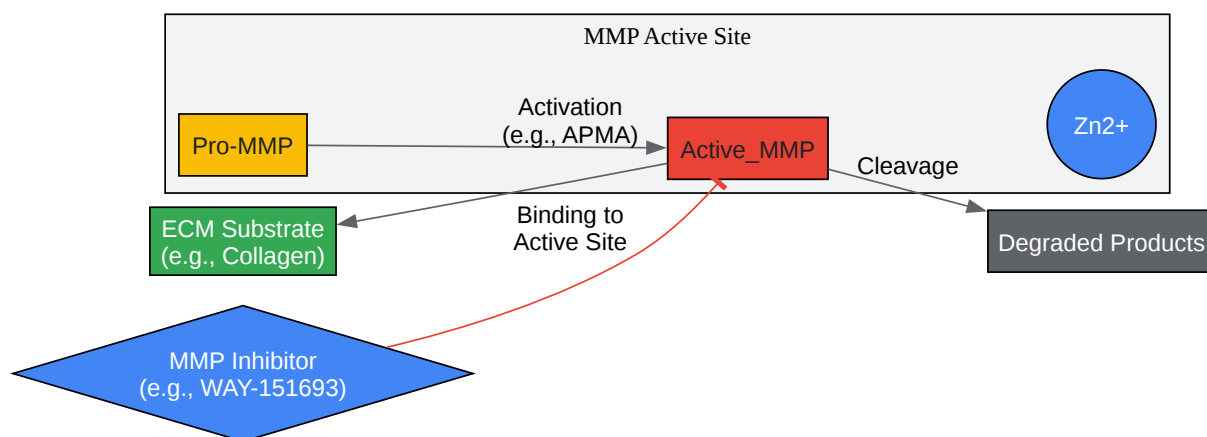 MMP Active Site
Activation
(e.g., APMA)
Pro-MMP
Active_MMP
Zn2+
Cleavage
ECM Substrate
(e.g., Collagen)
Binding to
Active Site
Degraded Products
MMP Inhibitor
(e.g., WAY-151693)